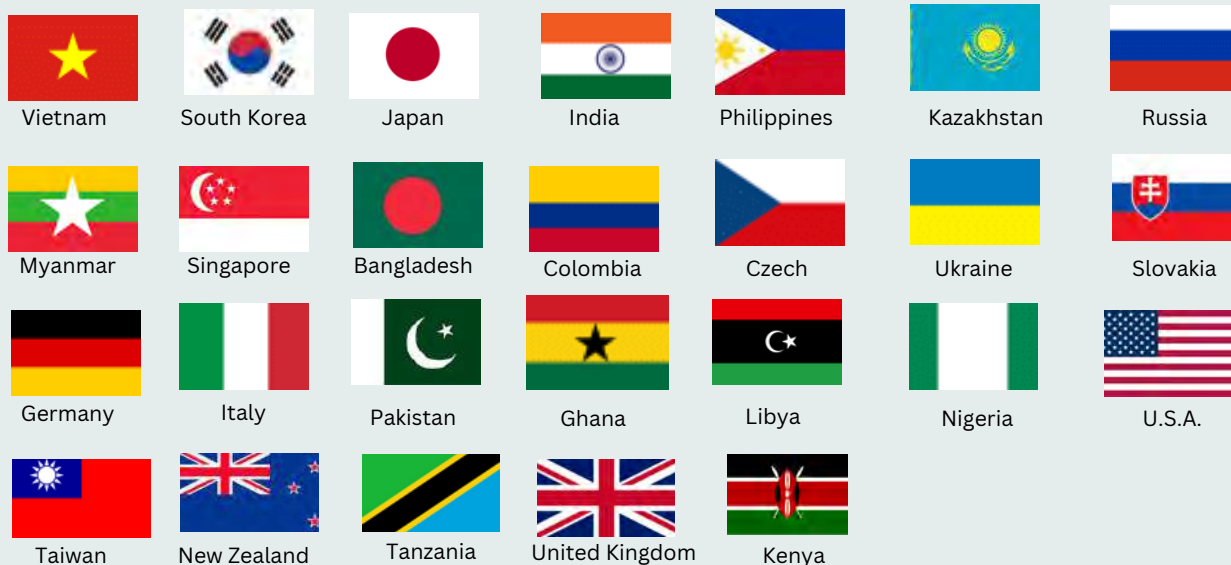 Vietnam
South Korea
Japan
India
Philippines
Kazakhstan
Russia
Myanmar
Singapore
Bangladesh
Colombia
Czech
Ukraine
Slovakia
Germany
Italy
Pakistan
Ghana
Libya
Nigeria
U.S.A.
Taiwan
New Zealand
Tanzania
United Kingdom
Kenya